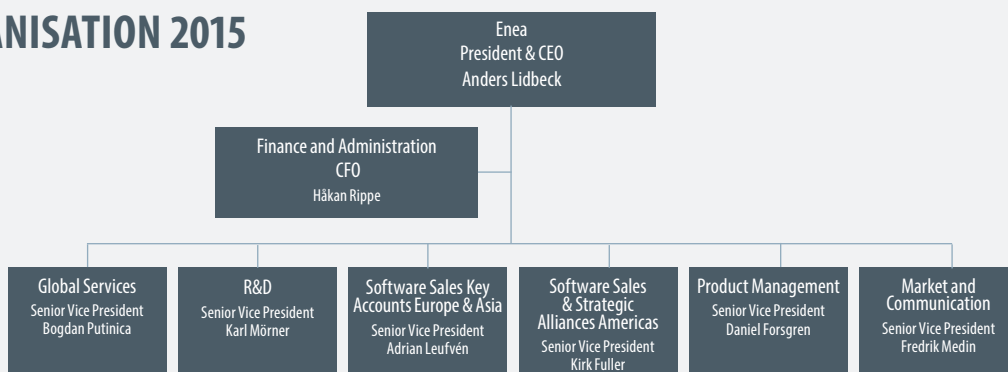 ANISATION 2015
Enea
President & CEO
Anders Lidbeck
Finance and Administration
CFO
Håkan Rippe
Global Services
Senior Vice President
Bogdan Putinica
R&D
Senior Vice President
Karl Mörner
Software Sales Key
Accounts Europe & Asia
Senior Vice President
Adrian Leufvén
Software Sales
& Strategic
Alliances Americas
Senior Vice President
Kirk Fuller
Product Management
Senior Vice President
Daniel Forsgren
Market and
Communication
Senior Vice President
Fredrik Medin